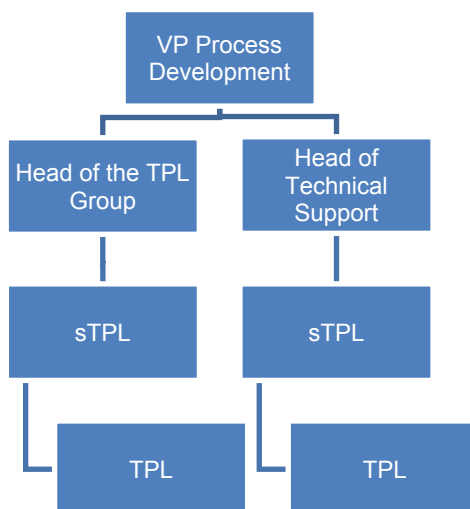 VP Process
Development
Head of the TPL
Group
Head of
Technical
Support
sTPL
sTPL
TPL
TPL